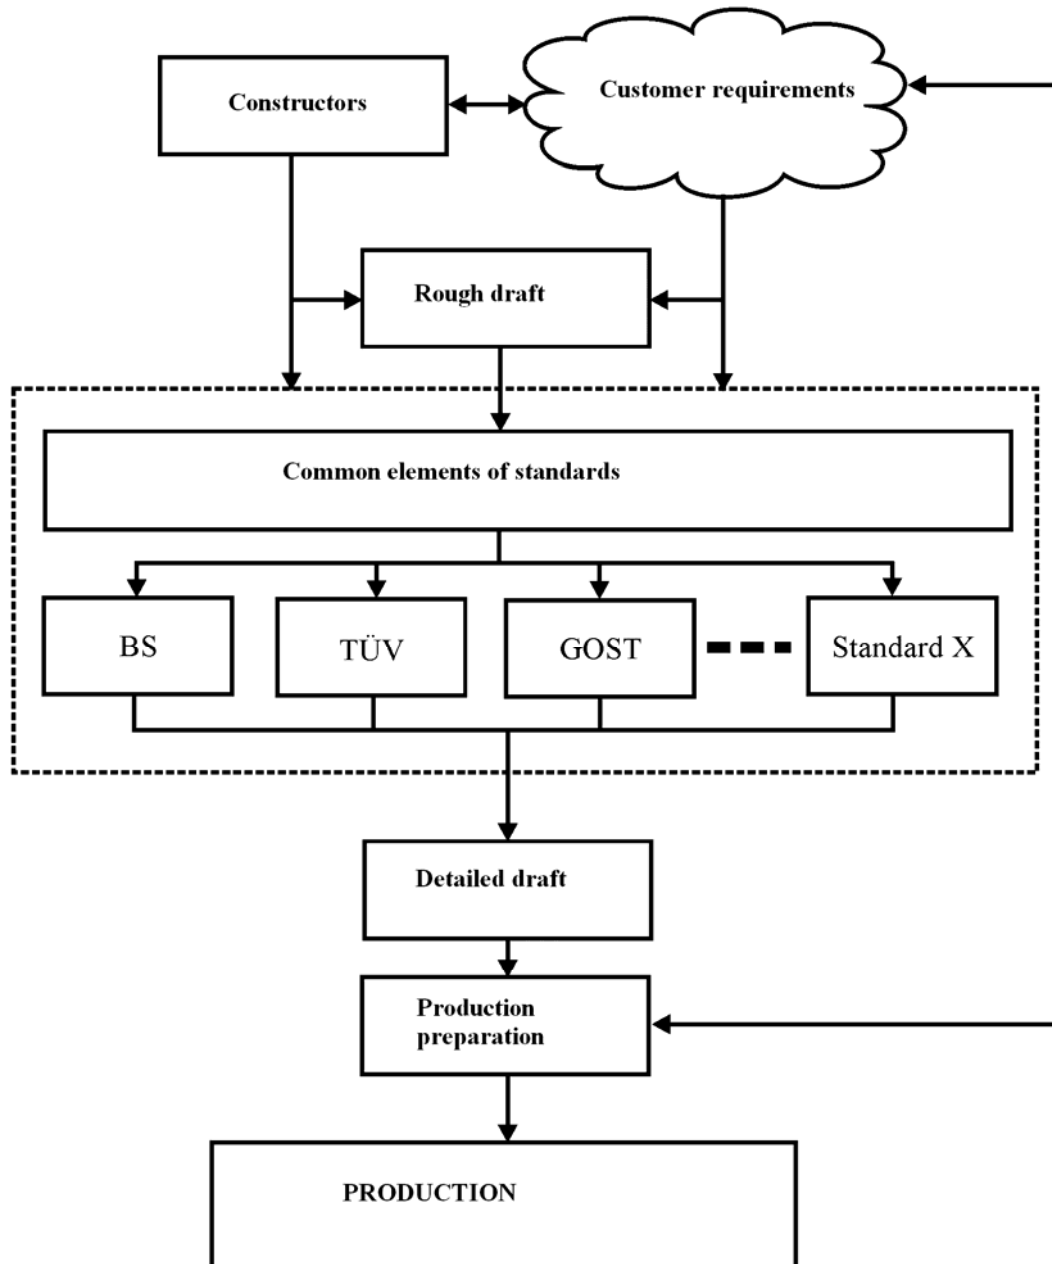 Constructors
Customer requirements
Rough draft
Common elements of standards
BS
TÜV
GOST
Standard X
Detailed draft
Production
preparation
PRODUCTION